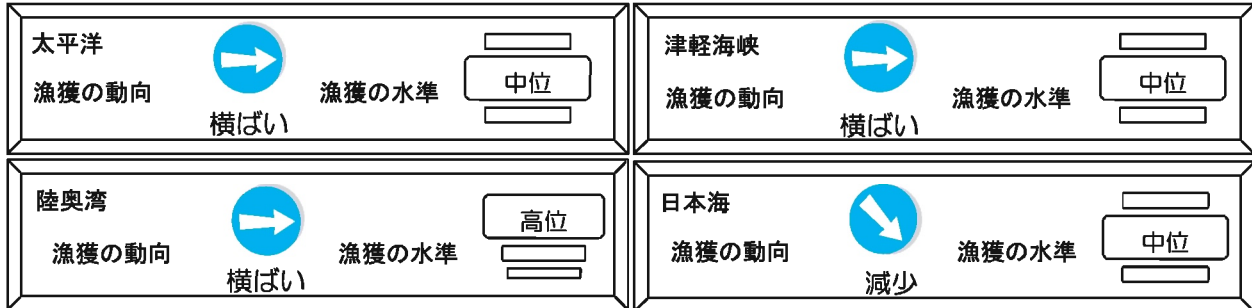 太平洋
漁獲の動向
横ばい
漁獲の水準
中位
津軽海峡
漁獲の動向
横ばい
漁獲の水準
中位
陸奥湾
漁獲の動向
横ばい
漁獲の水準
高位
日本海
漁獲の動向
減少
漁獲の水準
中位